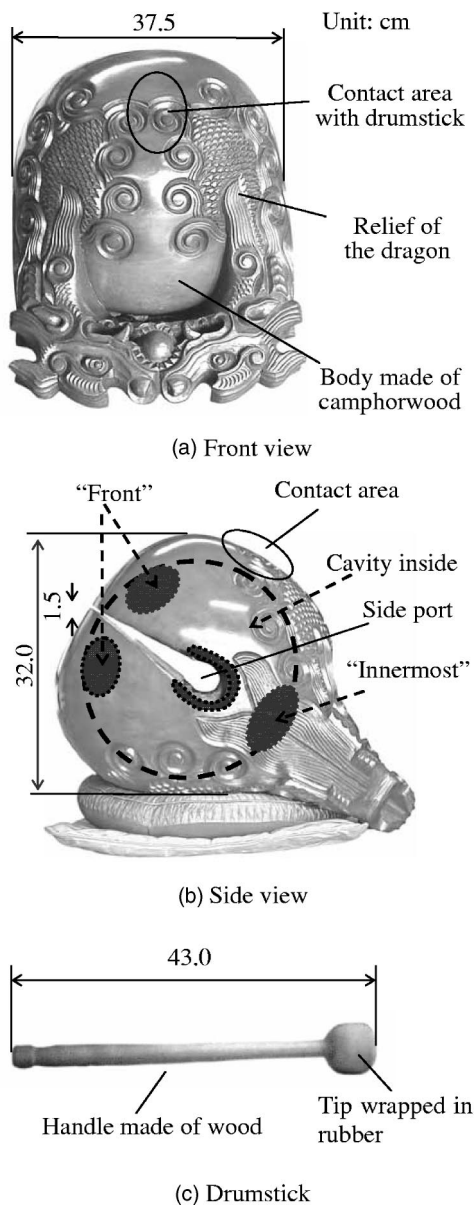 37.5
Unit: cm
Contact area
with drumstick
Relief of
the dragon
Body made of
camphorwood
(a) Front view
“Front”
Contact area
Cavity inside
1.5
Side port
32.0
“Innermost”
(b) Side view
43.0
Handle made of wood
Tip wrapped in
rubber
(c) Drumstick